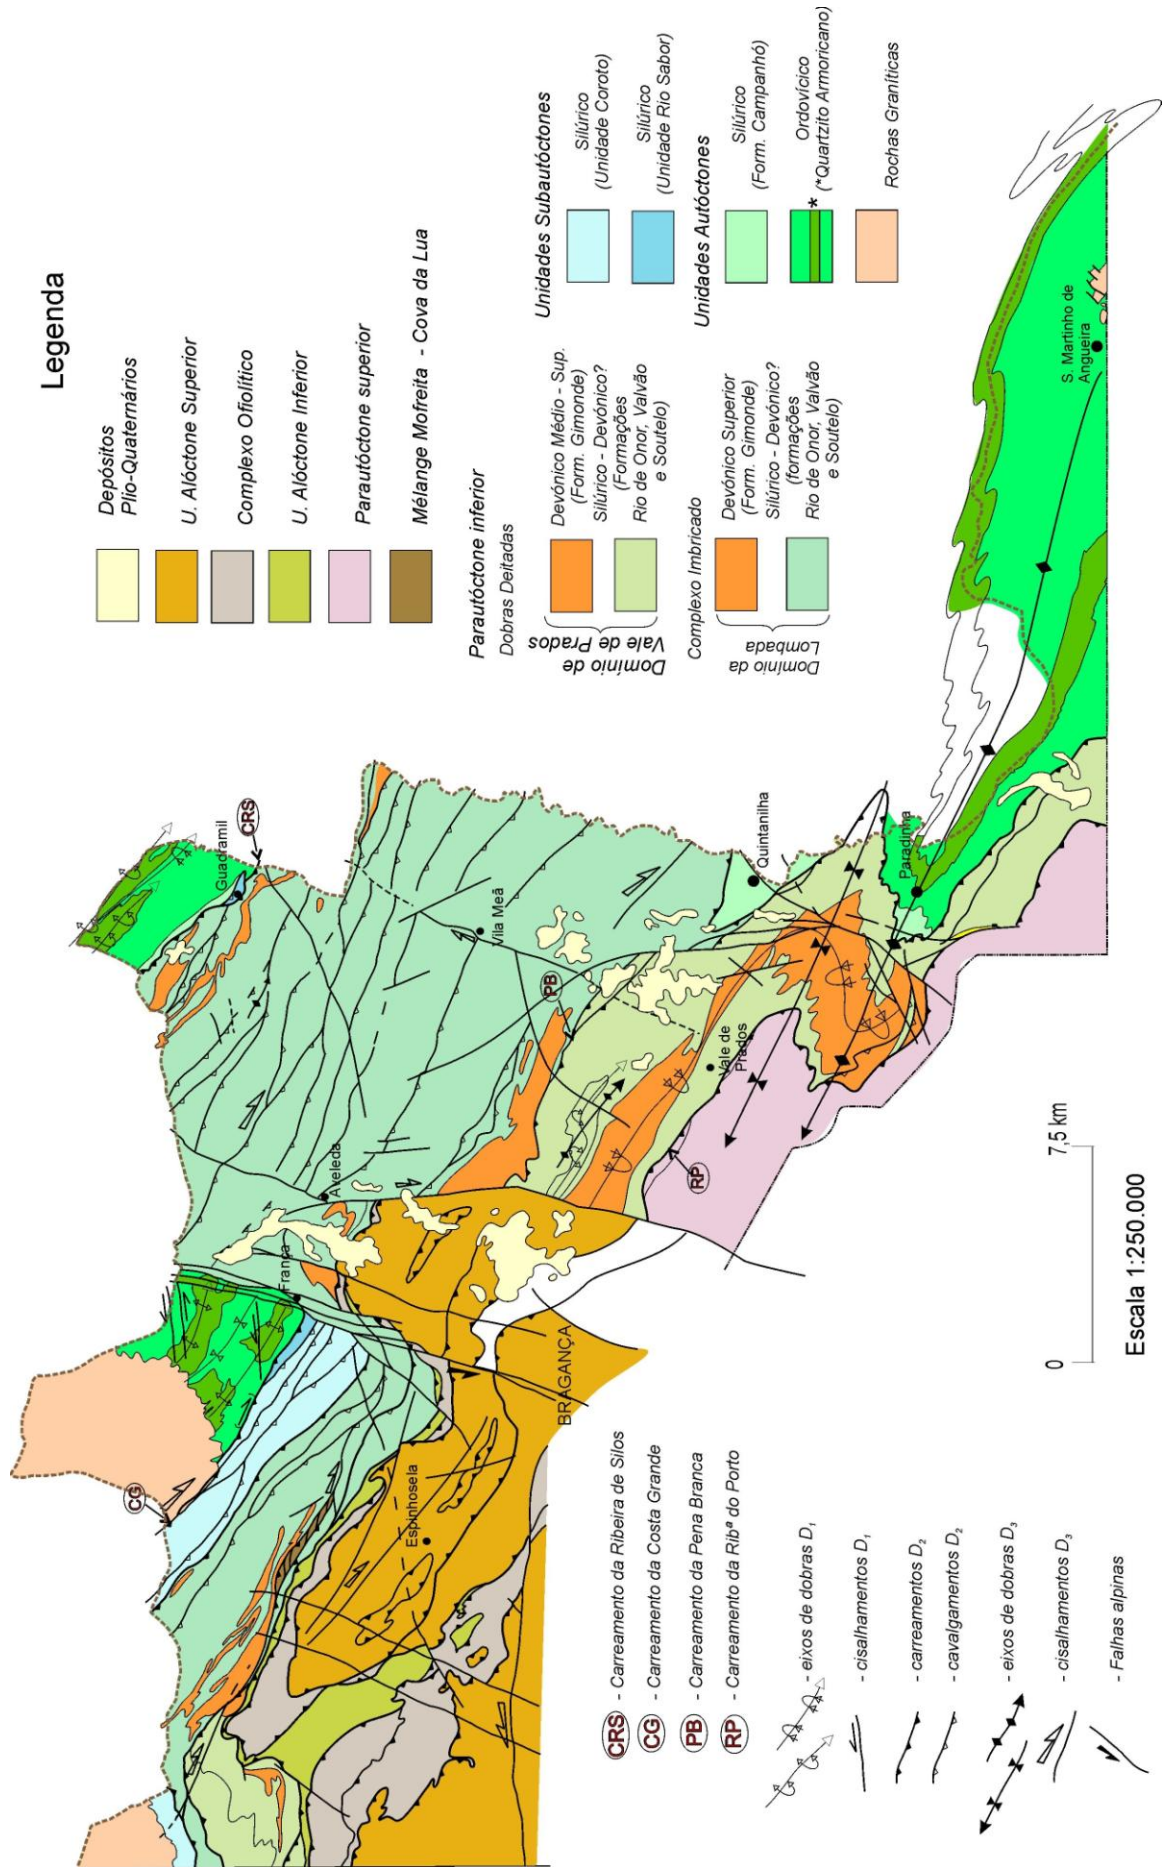 Legenda
Depósitos
Plio-Quaternários
U. Alóctone Superior
Complexo Ofiolítico
U. Alóctone Inferior
Parautóctone superior
Mélange Mofreita - Cova da Lua
Parautóctone inferior
Dobras Deitadas
Domínio de
Vale de Prados
Devónico Médio - Sup.
(Form. Gimonde)
Silúrico - Devónico?
(Formações
Rio de Onor, Valvão
e Soutelo)
Complexo Imbricado
Domínio da
Lombada
Devónico Superior
(Form. Gimonde)
Silúrico - Devónico?
(formações
Rio de Onor, Valvão
e Soutelo)
Unidades Subautóctones
Silúrico
(Unidade Coroto)
Silúrico
(Unidade Rio Sabor)
Unidades Autóctones
Silúrico
(Form. Campanhó)
Ordovícico
* (*Quartzito Armoricano)
Rochas Graníticas
CG
França
Aveleda
Guadramil
CRS
Vila Meã
PB
Quintanilha
Espinhosela
BRAGANÇA
Vale de
Prados
RP
Paradinha
S. Martinho de
Angueira
CRS - Carreamento da Ribeira de Silos
CG - Carreamento da Costa Grande
PB - Carreamento da Pena Branca
RP - Carreamento da Ribª do Porto
- eixos de dobras D1
- cisalhamentos D1
- carreamentos D2
- cavalgamentos D2
- eixos de dobras D3
- cisalhamentos D3
- Falhas alpinas
0 7,5 km
Escala 1:250.000